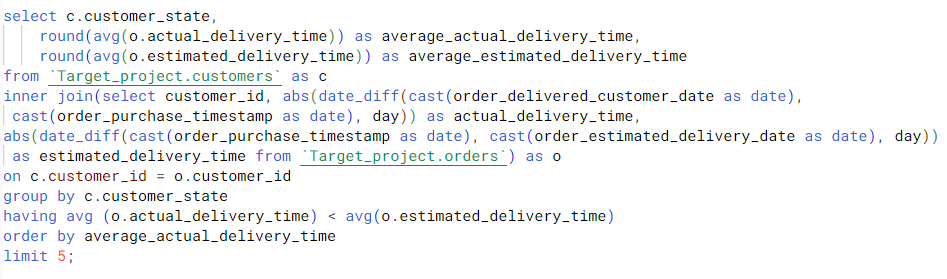 select c.customer_state,
round(avg(o.actual_delivery_time)) as average_actual_delivery_time,
round(avg(o.estimated_delivery_time)) as average_estimated_delivery_time
from `Target_project.customers` as c
inner join(select customer_id, abs(date_diff(cast(order_delivered_customer_date as date),
cast(order_purchase_timestamp as date), day)) as actual_delivery_time,
abs(date_diff(cast(order_purchase_timestamp as date), cast(order_estimated_delivery_date as date), day))
as estimated_delivery_time from `Target_project.orders`) as o
on c.customer_id = o.customer_id
group by c.customer_state
having avg (o.actual_delivery_time) < avg(o.estimated_delivery_time)
order by average_actual_delivery_time
limit 5;